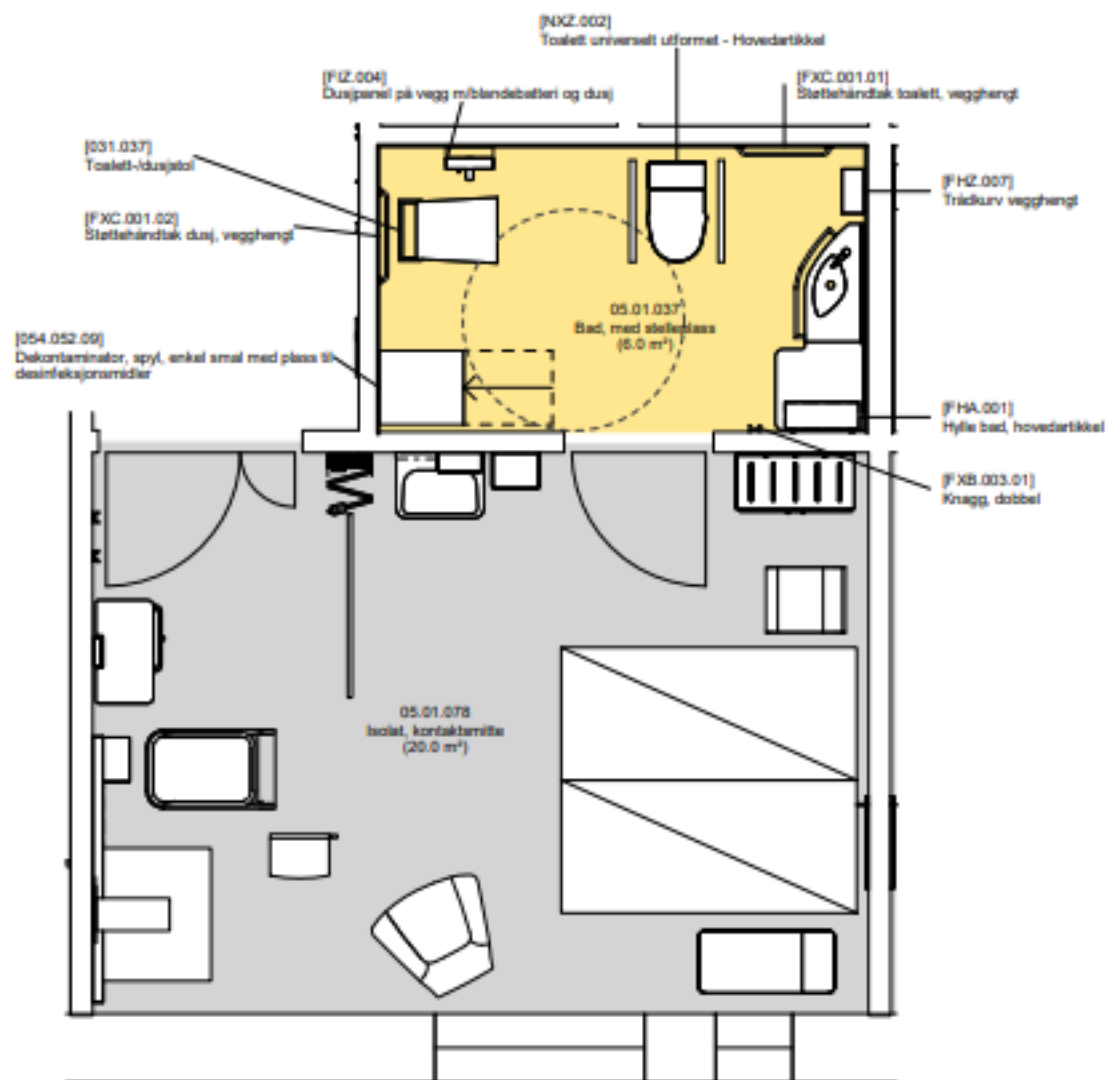 [NXZ.002]
Toalett universelt utformet - Hovedartikkel
[FIZ.004]
Dusjpanel på vegg m/blandebatteri og dusj
[FXC.001.01]
Støttehåndtak toalett, vegghengt
[031.037]
Toalett-/dusjstol
[FHZ.007]
Trådkurv vegghengt
[FXC.001.02]
Støttehåndtak dusj, vegghengt
05.01.037
Bad, med stelleplass
(6.0 m²)
[054.052.09]
Dekontaminator, spyl, enkel smal med plass til
desinfeksjonsmidler
[FHA.001]
Hylle bad, hovedartikkel
[FXB.003.01]
Knagg, dobbel
05.01.078
Isolat, kontaktsmitte
(20.0 m²)